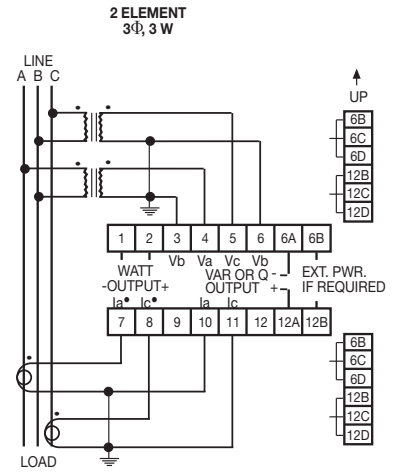 2 ELEMENT
3Φ, 3 W
LINE
A B C
UP
6B
6C
6D
12B
12C
12D
1 2 3 4 5 6 6A 6B
Vb Va Vc Vb
WATT
-OUTPUT+
VAR OR Q -
OUTPUT +
EXT. PWR.
IF REQUIRED
Ia Ic Ia Ic
7 8 9 10 11 12 12A 12B
6B
6C
6D
12B
12C
12D
LOAD